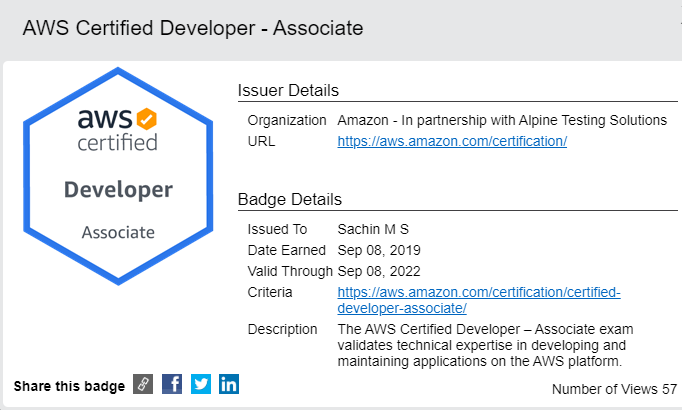 AWS Certified Developer - Associate
aws
certified
Developer
Associate
Issuer Details
Organization Amazon - In partnership with Alpine Testing Solutions
URL https://aws.amazon.com/certification/
Badge Details
Issued To Sachin M S
Date Earned Sep 08, 2019
Valid Through Sep 08, 2022
Criteria https://aws.amazon.com/certification/certified-
developer-associate/
Description The AWS Certified Developer – Associate exam
validates technical expertise in developing and
maintaining applications on the AWS platform.
Share this badge f in
Number of Views 57